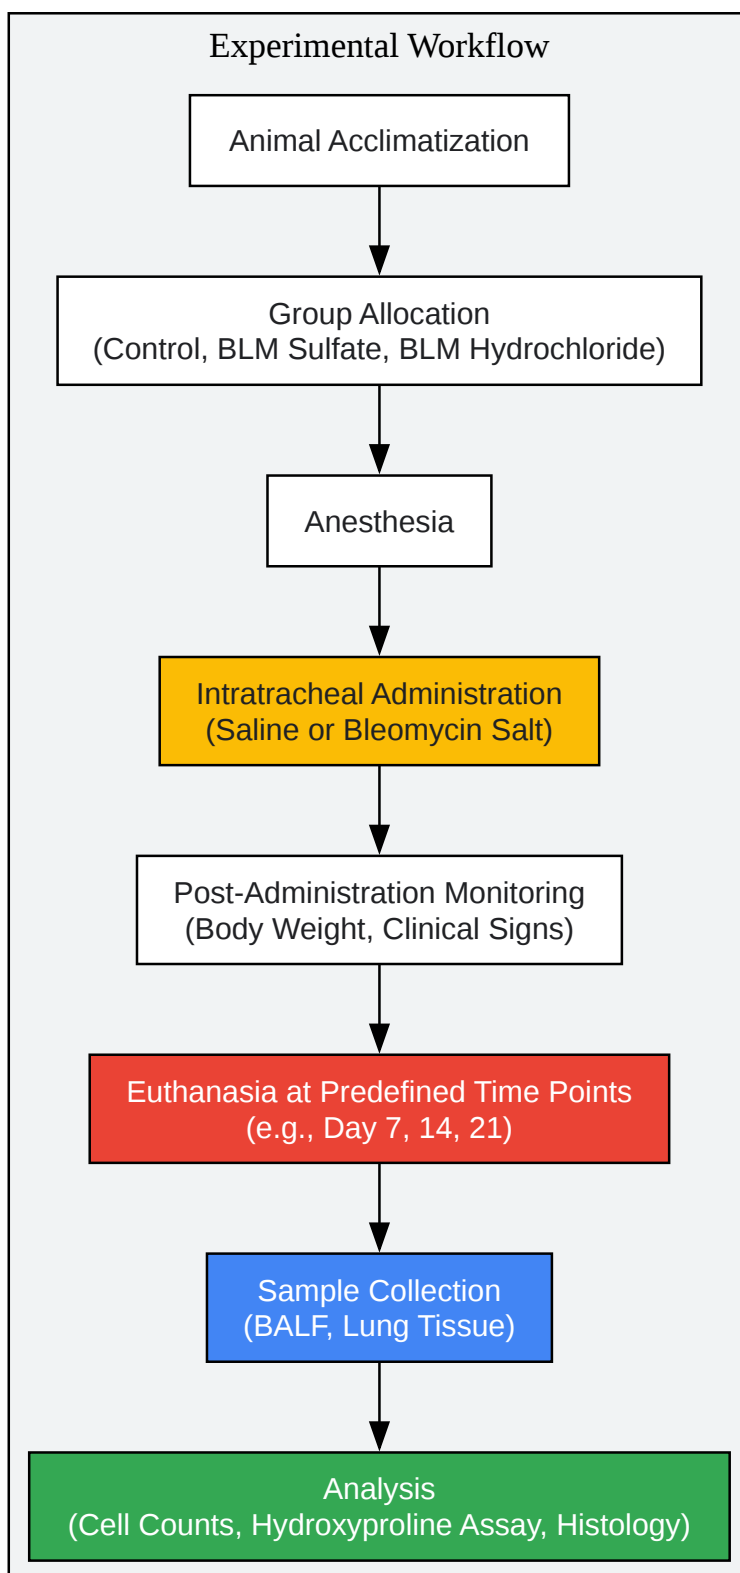 Experimental Workflow
Animal Acclimatization
Group Allocation
(Control, BLM Sulfate, BLM Hydrochloride)
Anesthesia
Intratracheal Administration
(Saline or Bleomycin Salt)
Post-Administration Monitoring
(Body Weight, Clinical Signs)
Euthanasia at Predefined Time Points
(e.g., Day 7, 14, 21)
Sample Collection
(BALF, Lung Tissue)
Analysis
(Cell Counts, Hydroxyproline Assay, Histology)